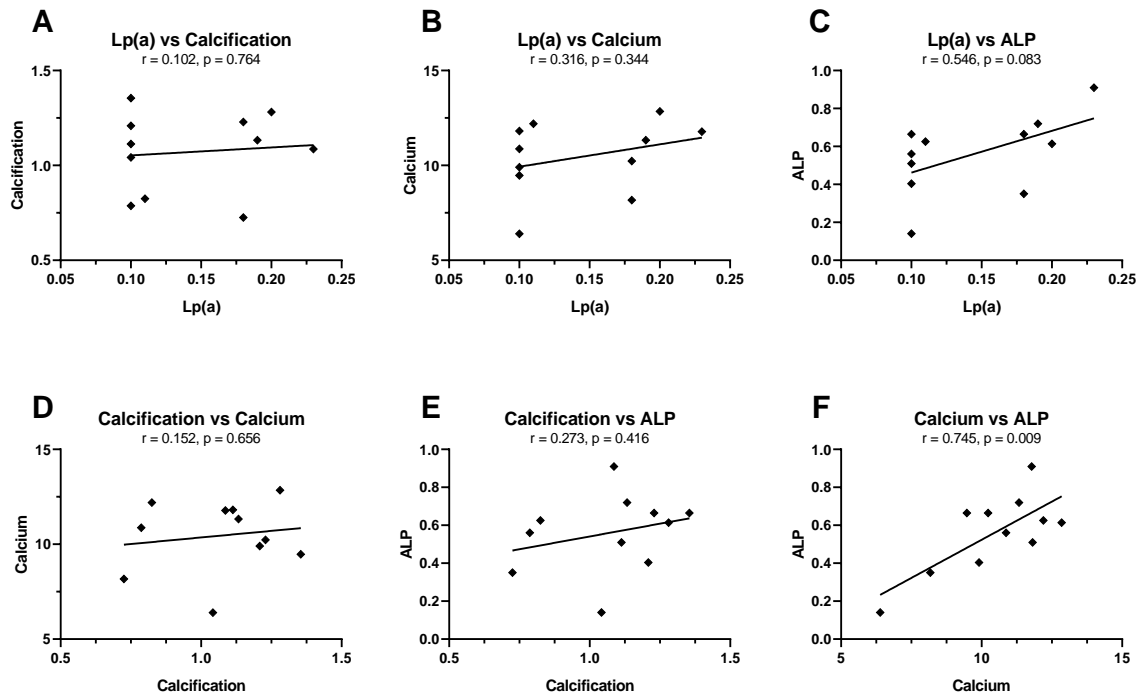 A
Lp(a) vs Calcification
r = 0.102, p = 0.764
1.5
1.0
0.5
Calcification
0.05 0.10 0.15 0.20 0.25
Lp(a)
B
Lp(a) vs Calcium
r = 0.316, p = 0.344
15
10
5
Calcium
0.05 0.10 0.15 0.20 0.25
Lp(a)
C
Lp(a) vs ALP
r = 0.546, p = 0.083
1.0
0.8
0.6
0.4
0.2
0.0
ALP
0.05 0.10 0.15 0.20 0.25
Lp(a)
D
Calcification vs Calcium
r = 0.152, p = 0.656
15
10
5
Calcium
0.5 1.0 1.5
Calcification
E
Calcification vs ALP
r = 0.273, p = 0.416
1.0
0.8
0.6
0.4
0.2
0.0
ALP
0.5 1.0 1.5
Calcification
F
Calcium vs ALP
r = 0.745, p = 0.009
1.0
0.8
0.6
0.4
0.2
0.0
ALP
5 10 15
Calcium